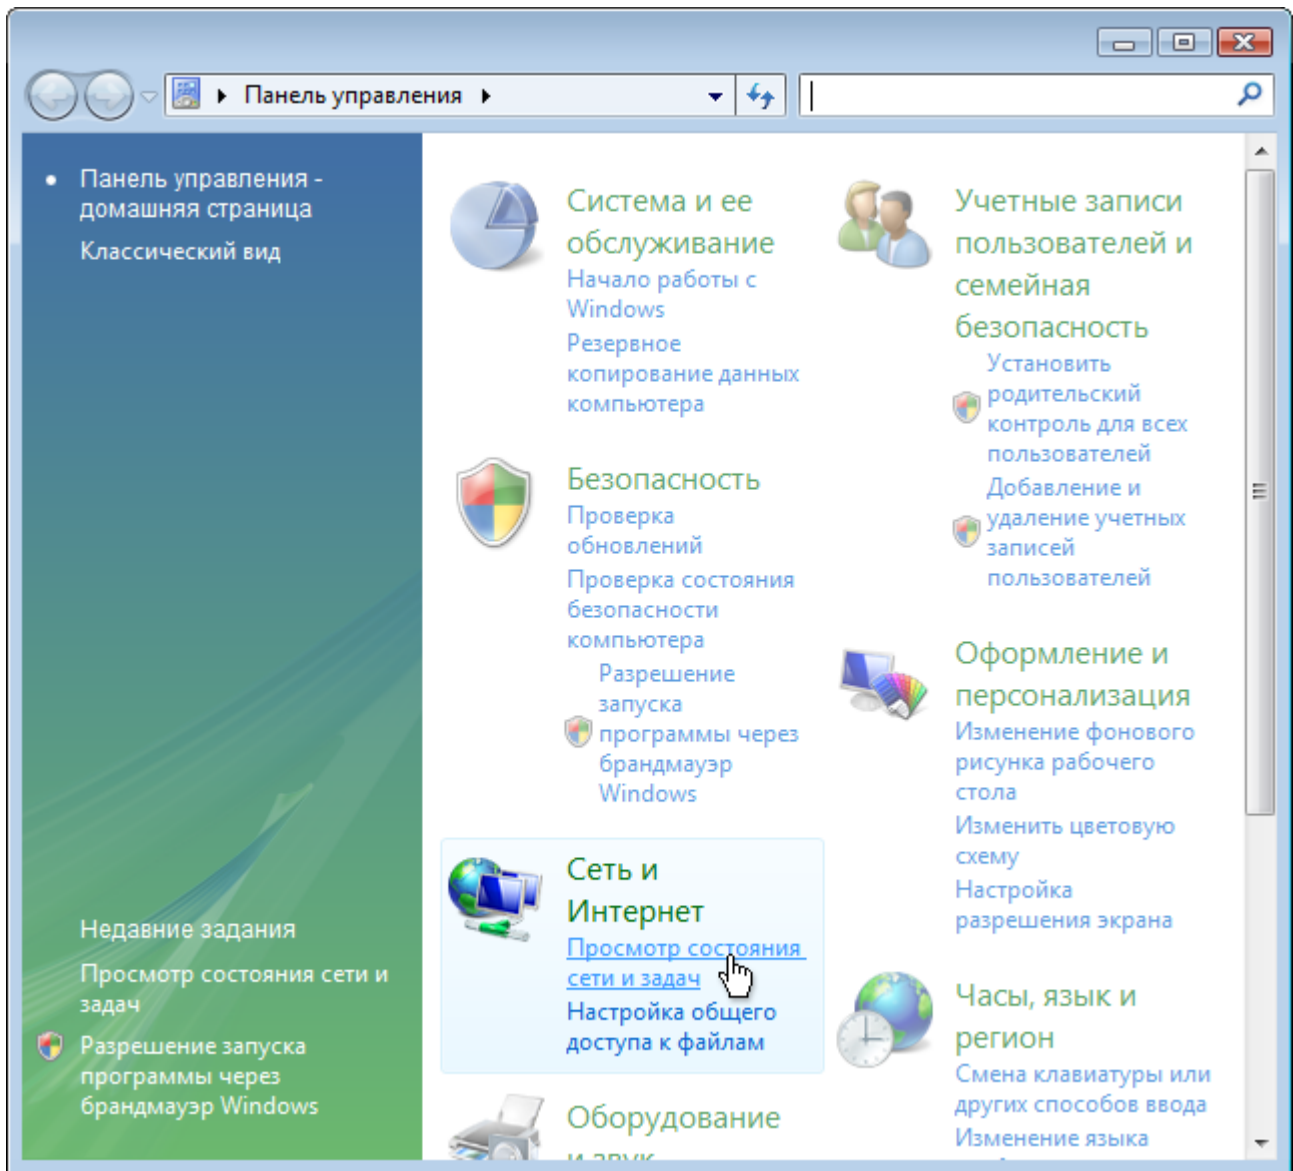 Панель управления
Панель управления -
домашняя страница
Классический вид
Недавние задания
Просмотр состояния сети и
задач
Разрешение запуска
программы через
брандмауэр Windows
Система и ее
обслуживание
Начало работы с
Windows
Резервное
копирование данных
компьютера
Безопасность
Проверка
обновлений
Проверка состояния
безопасности
компьютера
Разрешение
запуска
программы через
брандмауэр
Windows
Сеть и
Интернет
Просмотр состояния
сети и задач
Настройка общего
доступа к файлам
Оборудование
и звук
Учетные записи
пользователей и
семейная
безопасность
Установить
родительский
контроль для всех
пользователей
Добавление и
удаление учетных
записей
пользователей
Оформление и
персонализация
Изменение фонового
рисунка рабочего
стола
Изменить цветовую
схему
Настройка
разрешения экрана
Часы, язык и
регион
Смена клавиатуры или
других способов ввода
Изменение языка